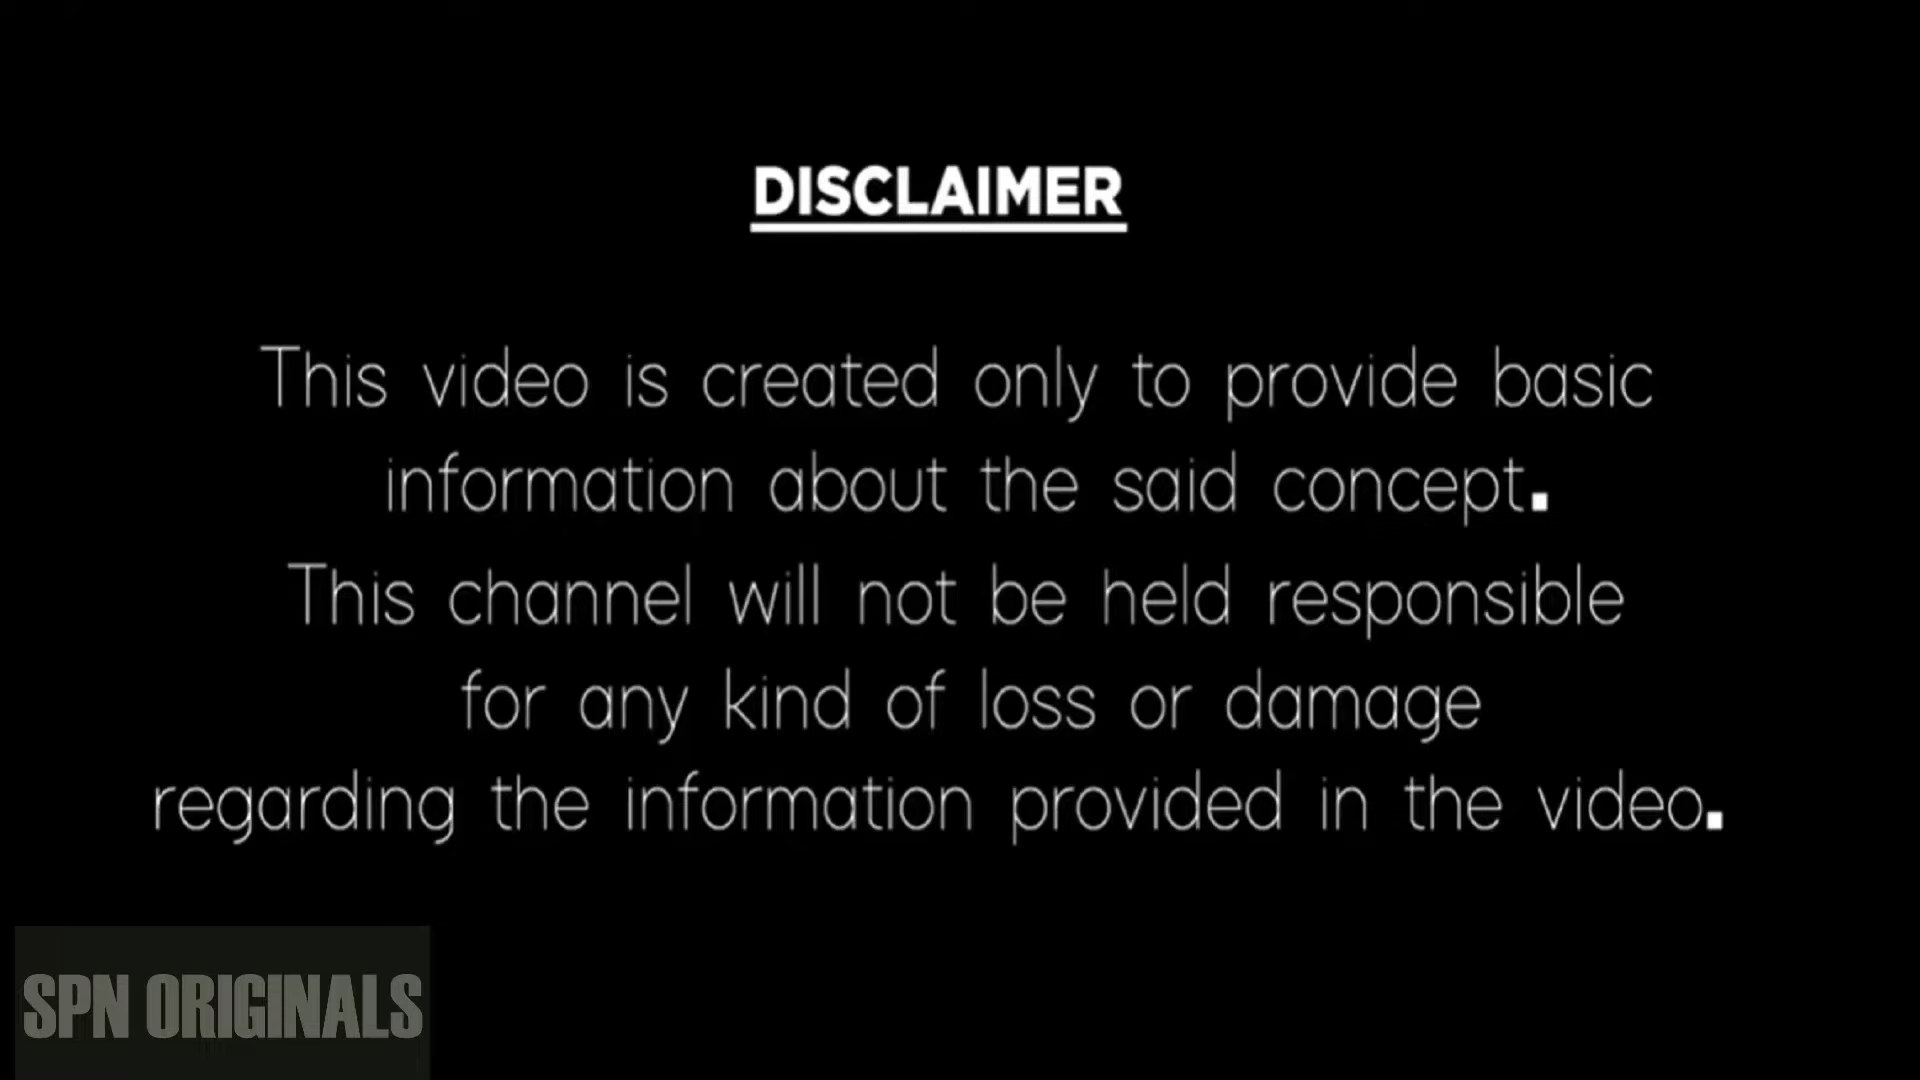 DISCLAIMER
This video is created only to provide basic
information about the said concept.
This channel will not be held responsible
for any kind of loss or damage
regarding the information provided in the video.
SPN ORIGINALS